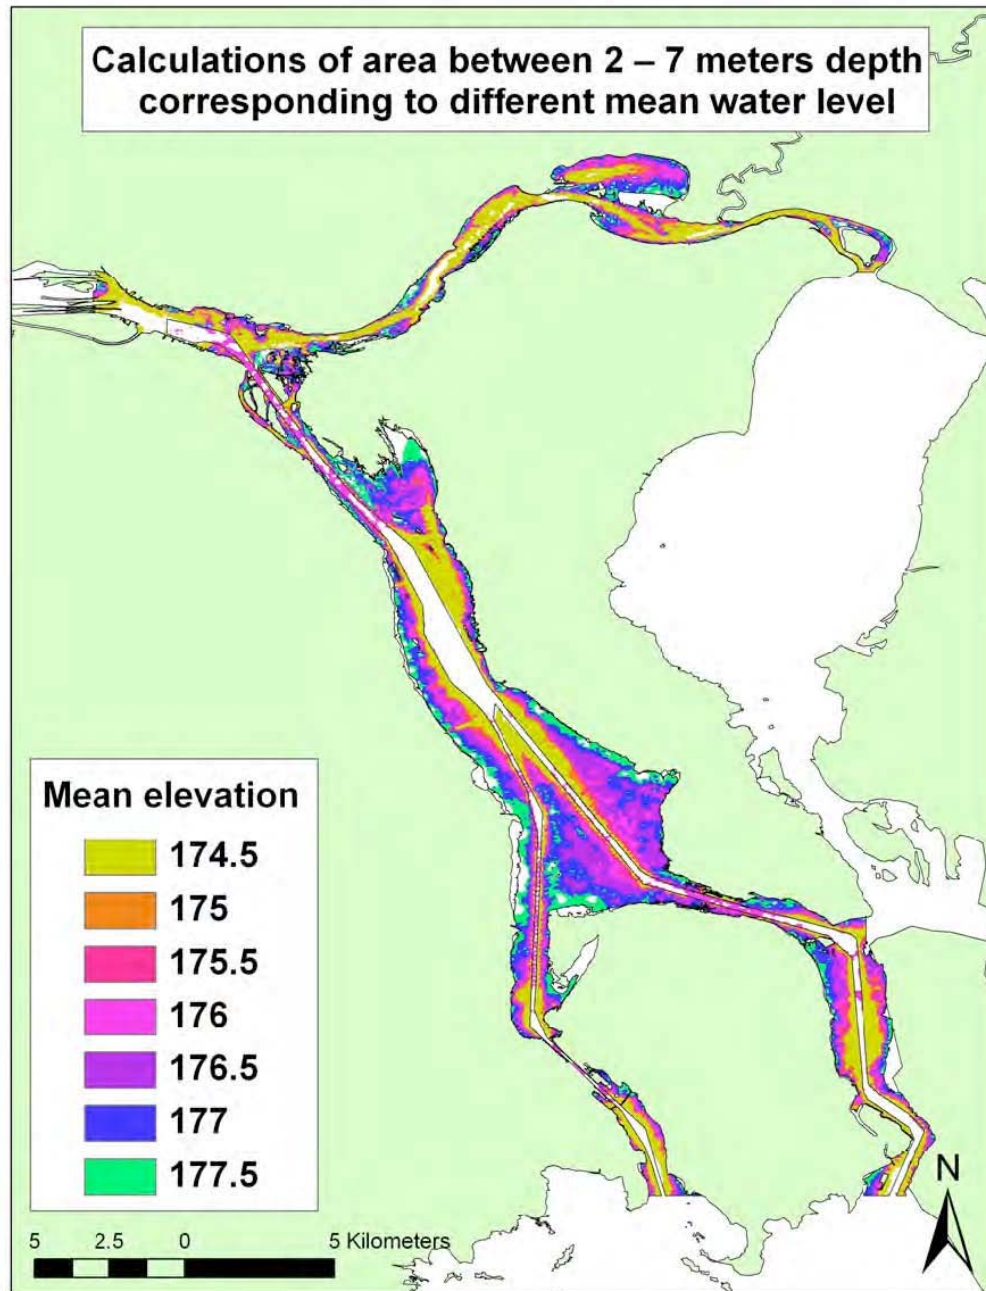 Calculations of area between 2 – 7 meters depth
corresponding to different mean water level
Mean elevation
174.5
175
175.5
176
176.5
177
177.5
5 2.5 0 5 Kilometers
N